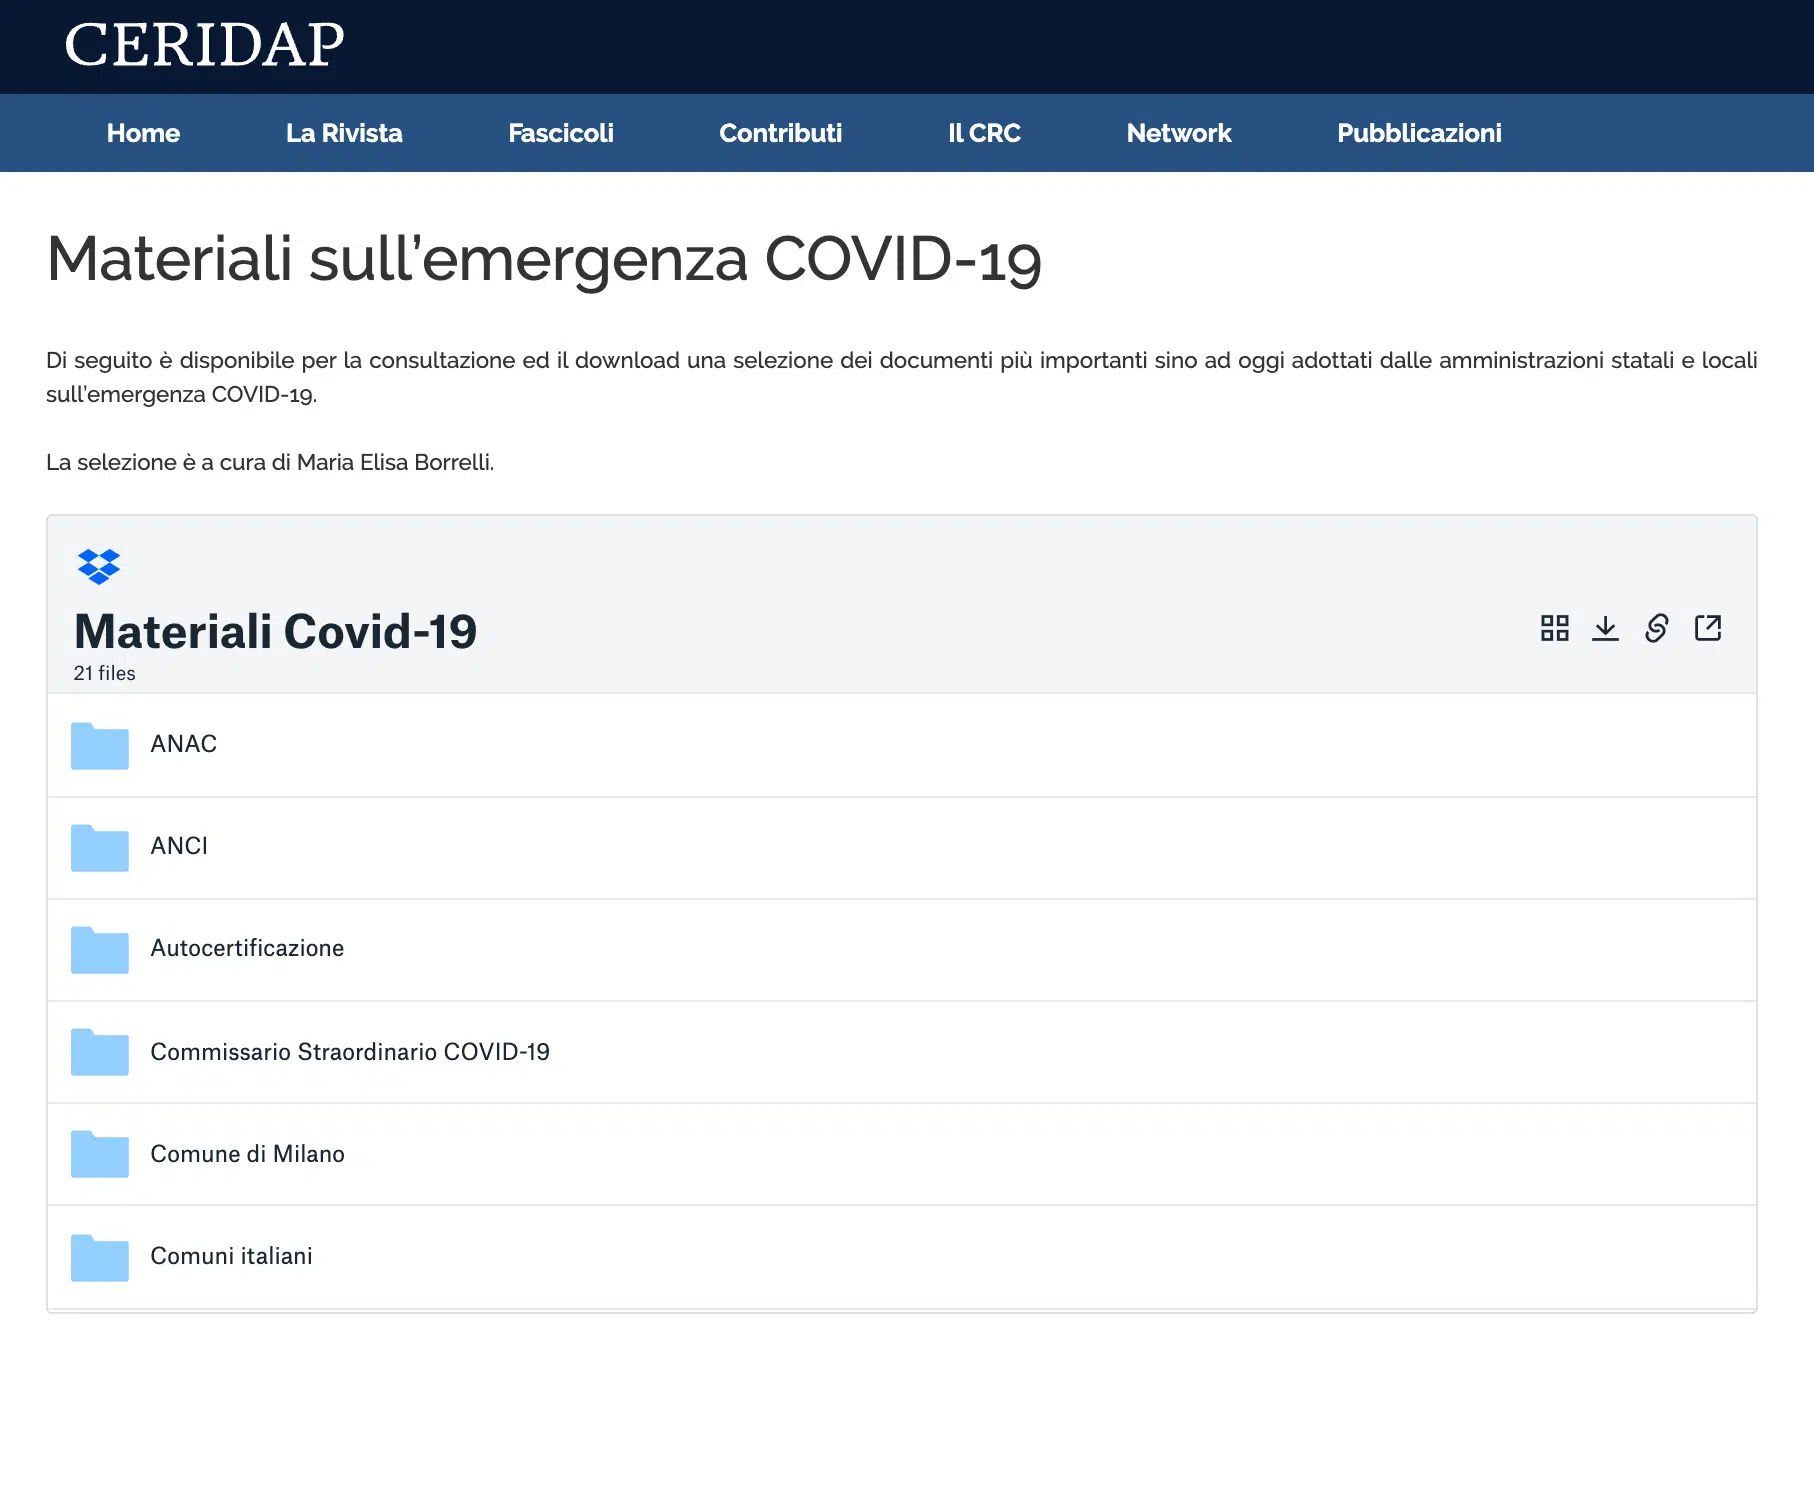 CERIDAP
Home La Rivista Fascicoli Contributi Il CRC Network Pubblicazioni
Materiali sull’emergenza COVID-19
Di seguito è disponibile per la consultazione ed il download una selezione dei documenti più importanti sino ad oggi adottati dalle amministrazioni statali e locali
sull’emergenza COVID-19.
La selezione è a cura di Maria Elisa Borrelli.
Materiali Covid-19
21 files
ANAC
ANCI
Autocertificazione
Commissario Straordinario COVID-19
Comune di Milano
Comuni italiani